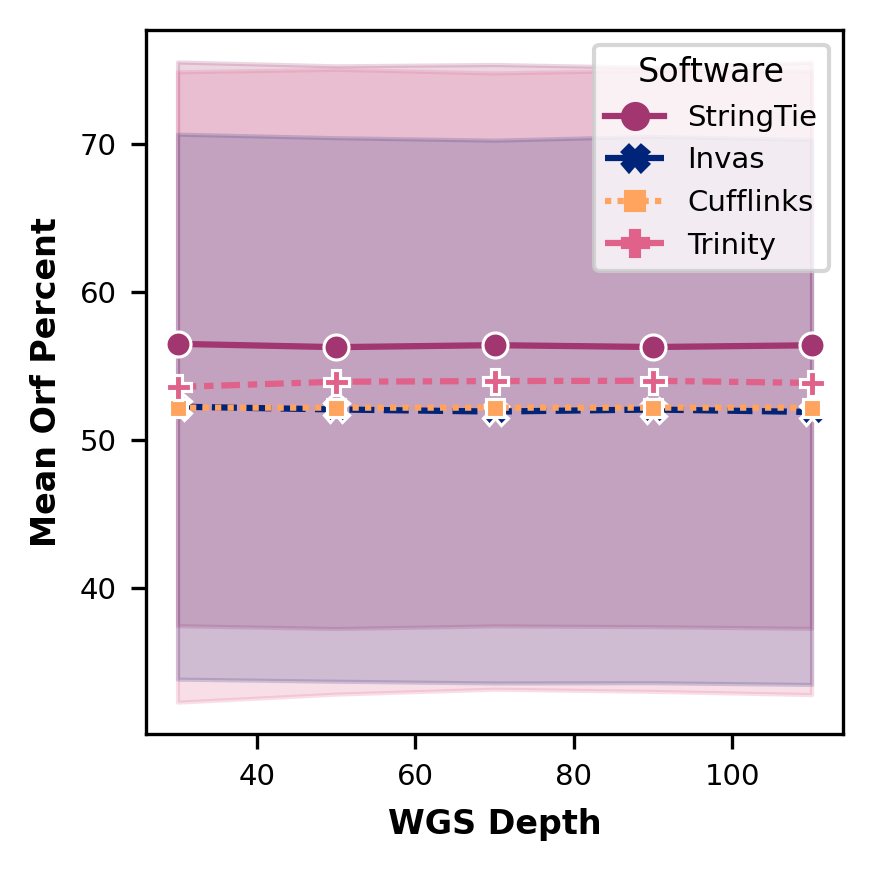 Software
StringTie
Invas
Cufflinks
Trinity
70
60
50
40
Mean Orf Percent
40 60 80 100
WGS Depth